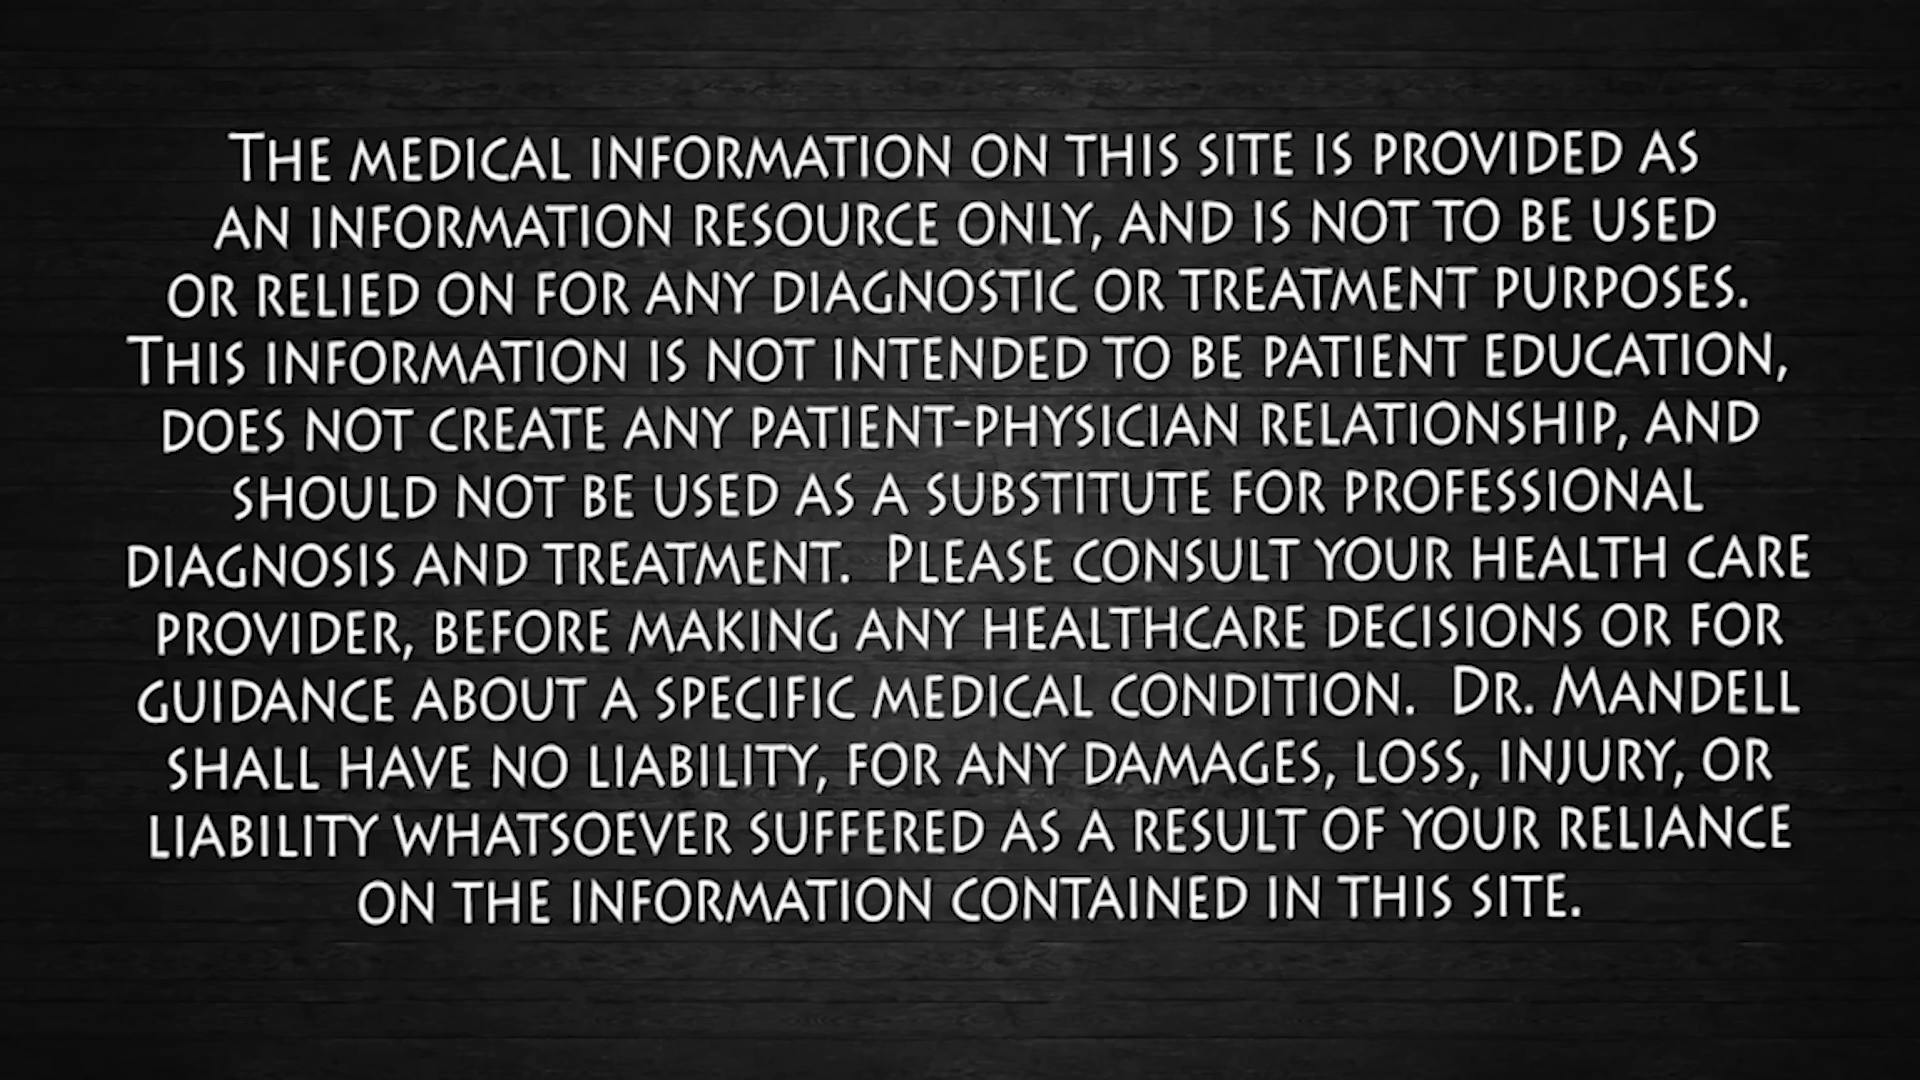 The medical information on this site is provided as
an information resource only, and is not to be used
or relied on for any diagnostic or treatment purposes.
This information is not intended to be patient education,
does not create any patient-physician relationship, and
should not be used as a substitute for professional
diagnosis and treatment. Please consult your health care
provider, before making any healthcare decisions or for
guidance about a specific medical condition. Dr. Mandell
shall have no liability, for any damages, loss, injury, or
liability whatsoever suffered as a result of your reliance
on the information contained in this site.